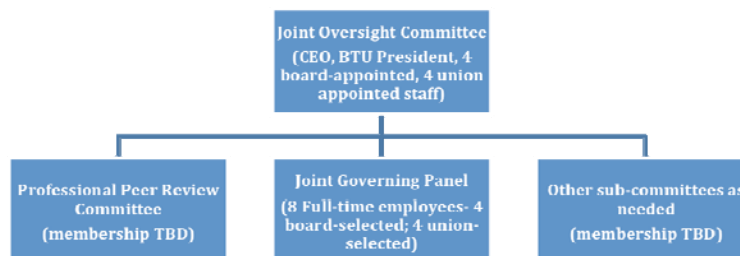 Joint Oversight Committee
(CEO, BTU President, 4
board-appointed, 4 union
appointed staff)
Professional Peer Review
Committee
(membership TBD)
Joint Governing Panel
(8 Full-time employees- 4
board-selected; 4 union-
selected)
Other sub-committees as
needed
(membership TBD)